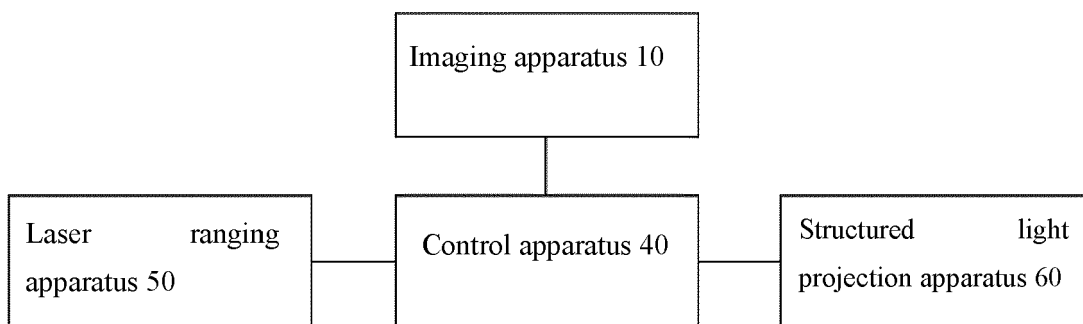 Imaging apparatus 10
Laser ranging
apparatus 50
Control apparatus 40
Structured light
projection apparatus 60